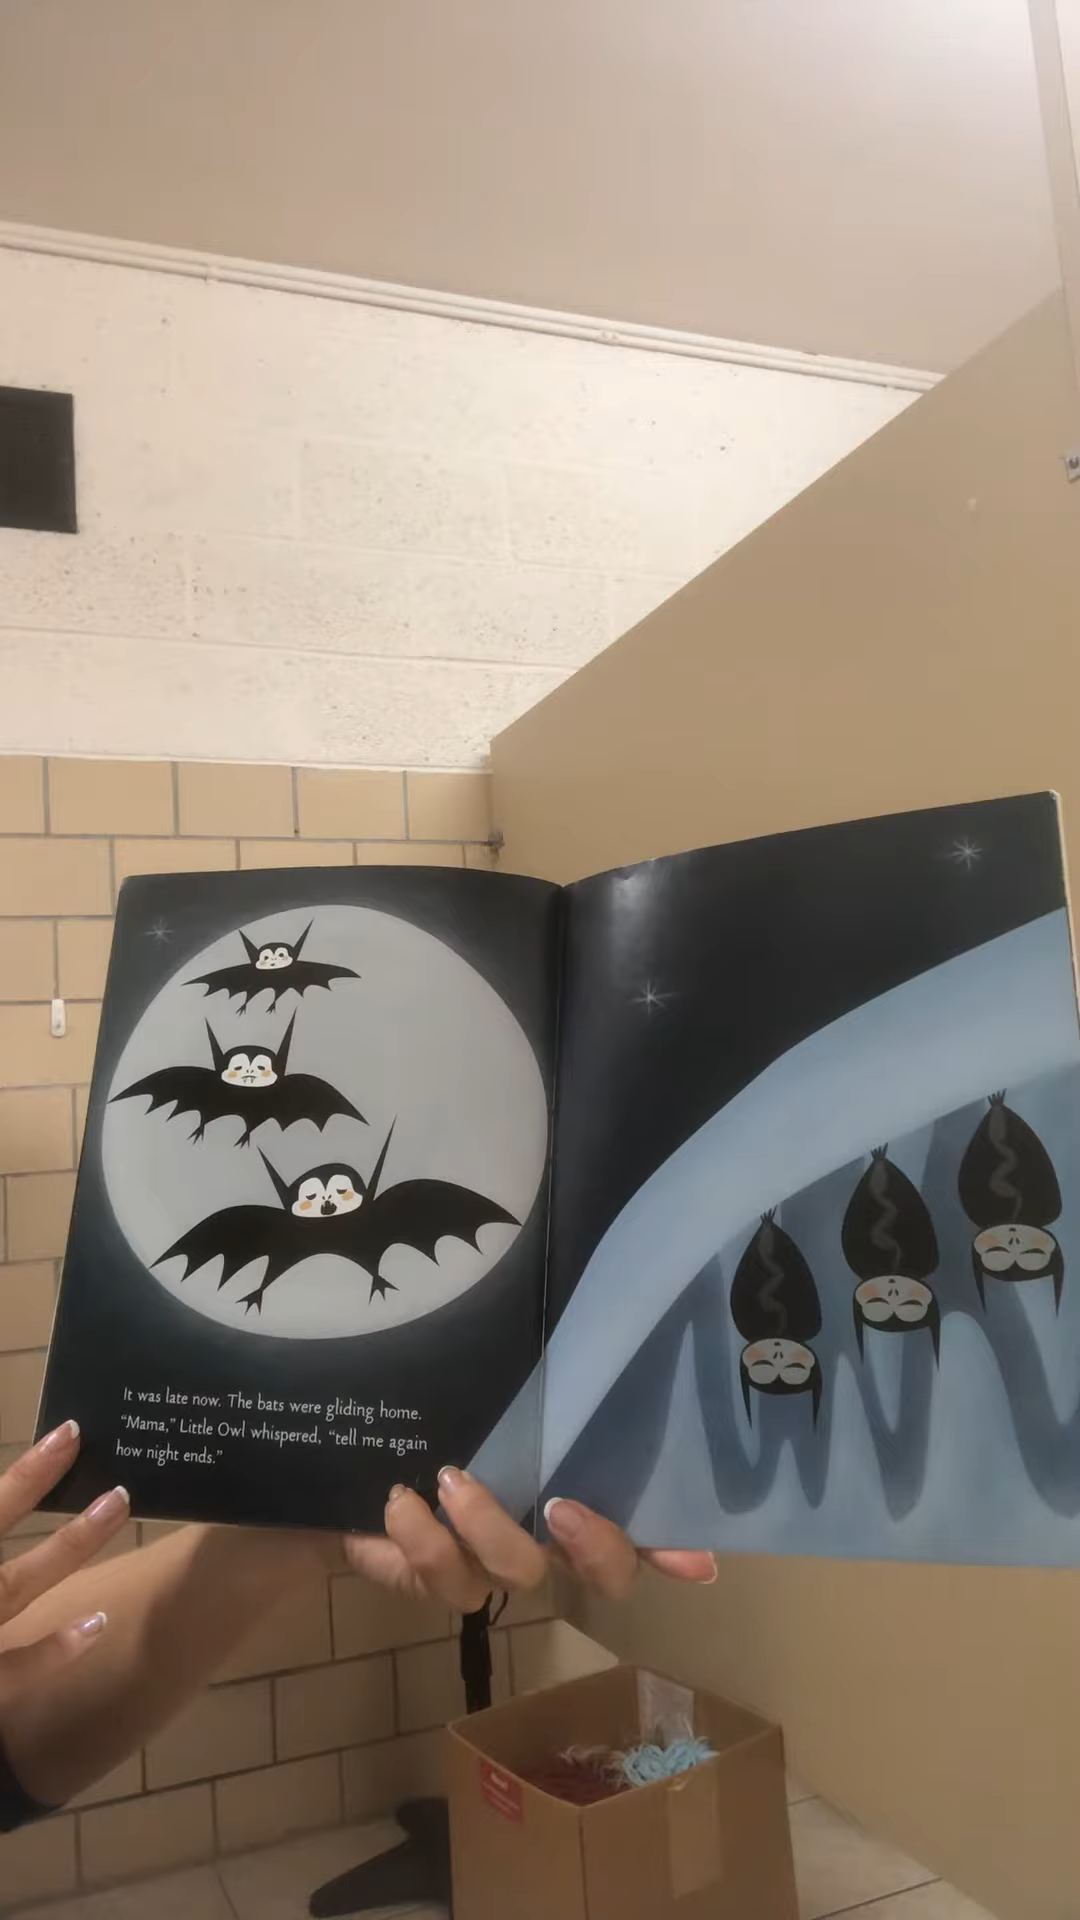 It was late now. The bats were gliding home.
“Mama,” Little Owl whispered, “tell me again
how night ends.”